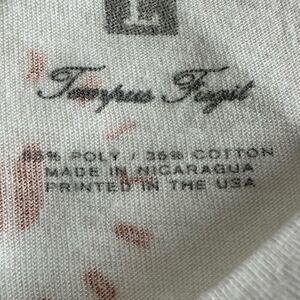 L
Tempus Fugit
65% POLY / 35% COTTON
MADE IN NICARAGUA
PRINTED IN THE USA